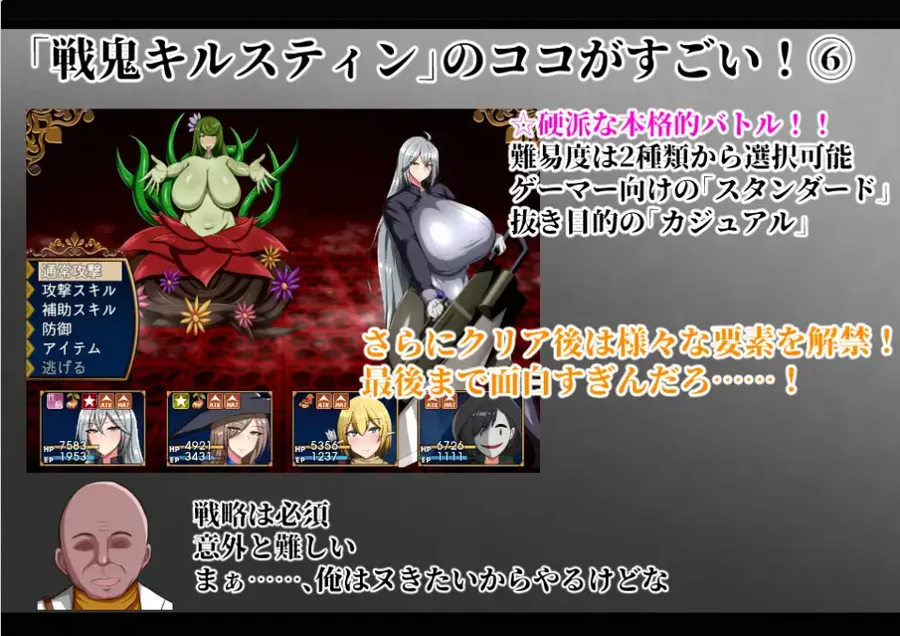 「戦鬼キルスティン」のココがすごい！⑥
☆硬派な本格的バトル！！
難易度は2種類から選択可能
ゲーマー向けの「スタンダード」
抜き目的の「カジュアル」
通常攻撃
攻撃スキル
補助スキル
防御
アイテム
逃げる
さらにクリア後は様々な要素を解禁！
最後まで面白すぎんだろ……！
ATK MAT
HP 7583
EP 1953
ATK MAT
HP 4921
EP 3431
ATK MAT
HP 5356
EP 1237
ATK MAT
HP 6726
EP 1111
戦略は必須
意外と難しい
まぁ……、俺はヌきたいからやるけどな